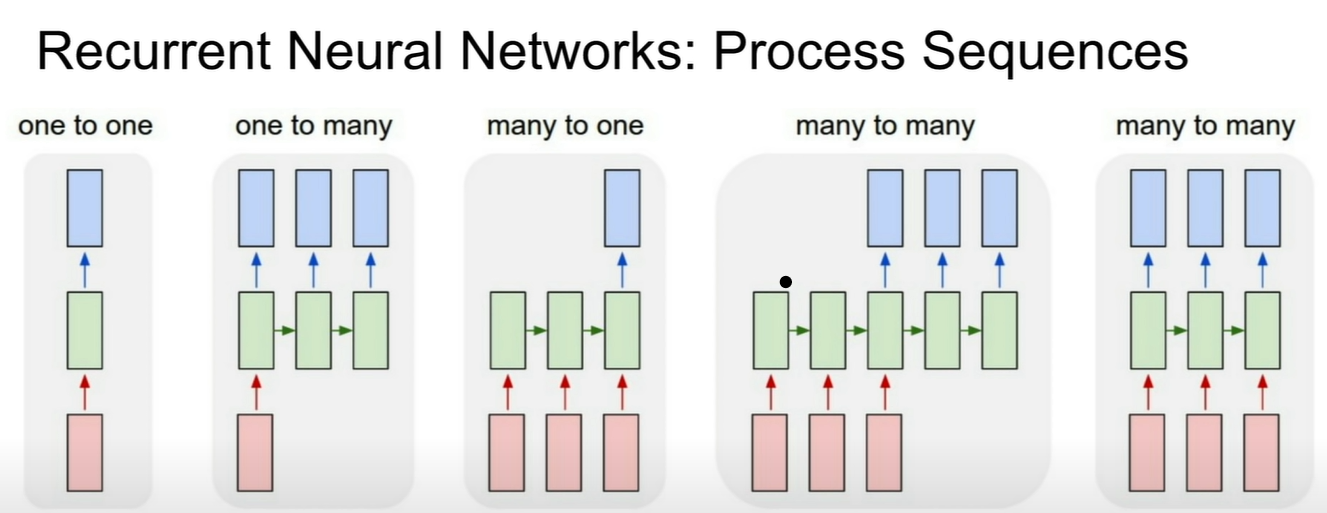 Recurrent Neural Networks: Process Sequences
one to one
one to many
many to one
many to many
many to many